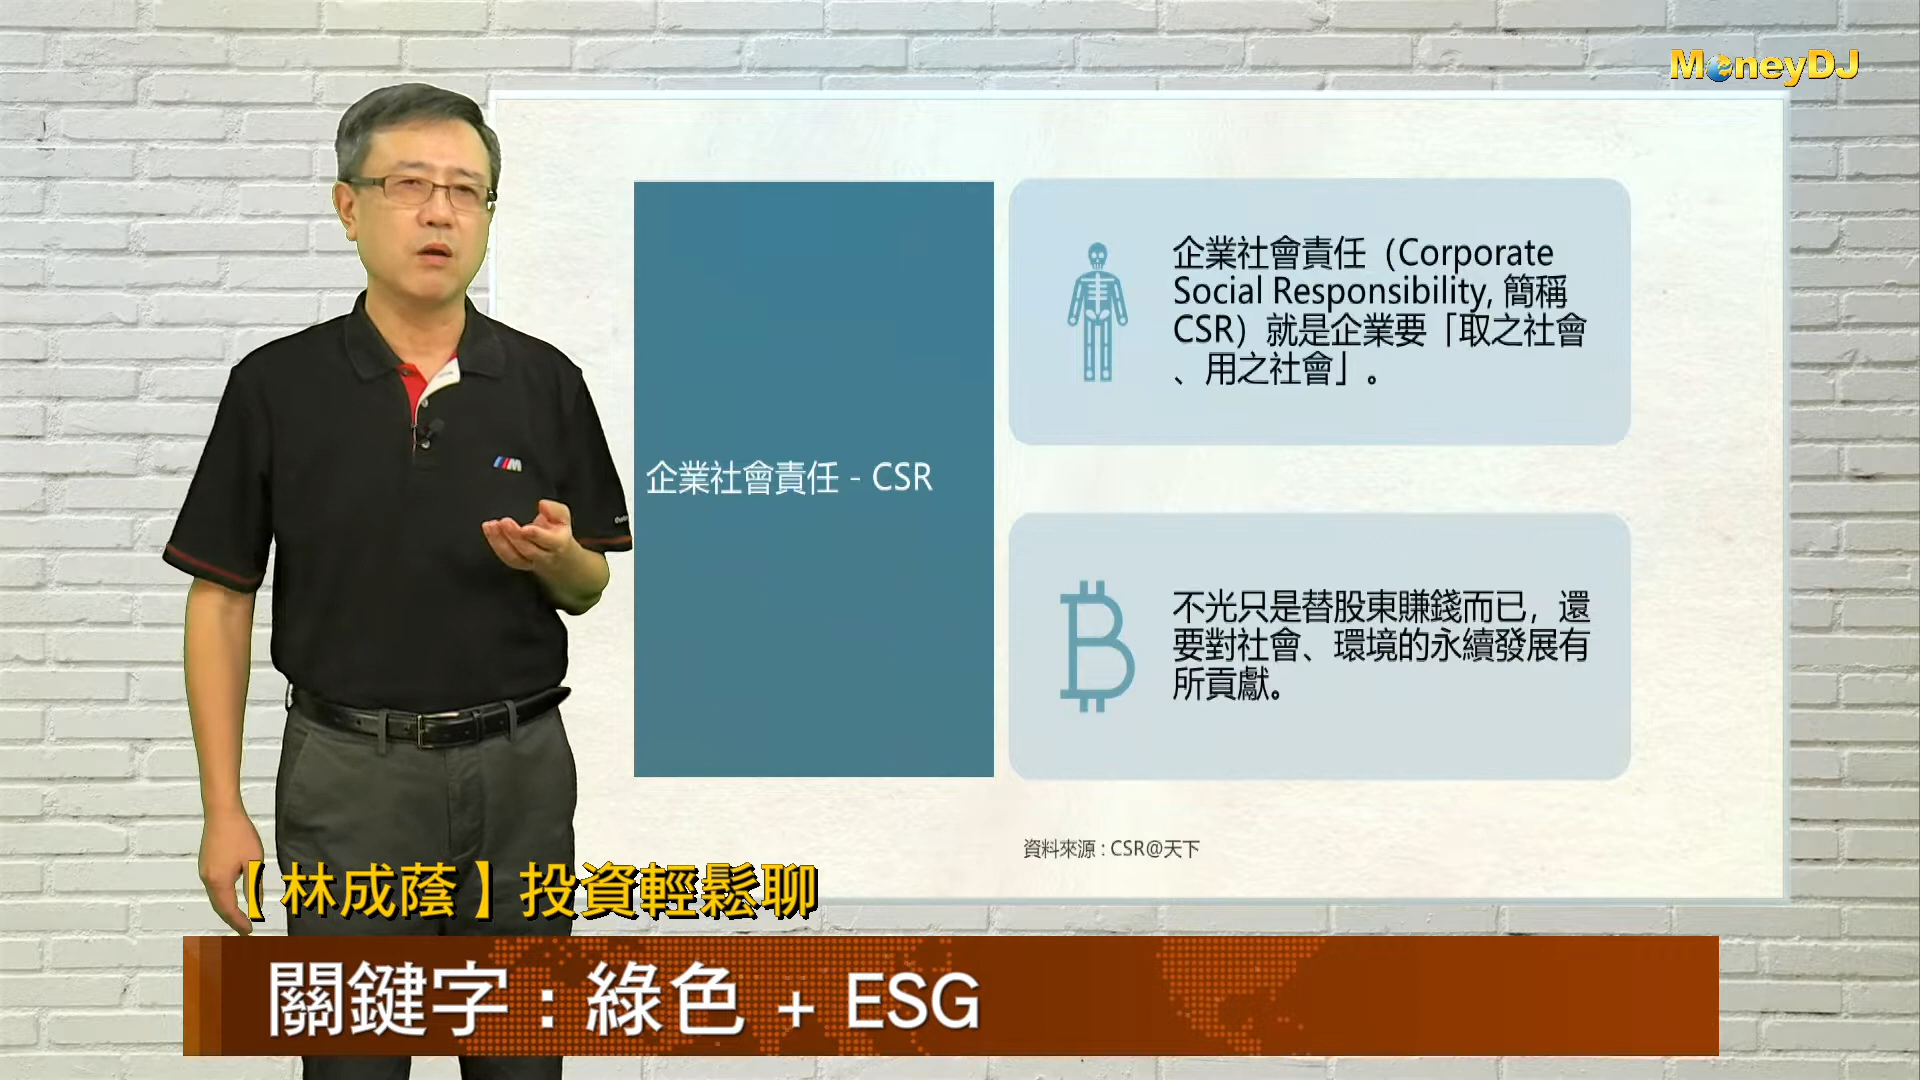 MoneyDJ
企業社會責任（Corporate
Social Responsibility, 簡稱
CSR）就是企業要「取之社會
、用之社會」。
企業社會責任 - CSR
不光只是替股東賺錢而已，還
要對社會、環境的永續發展有
所貢獻。
資料來源 : CSR@天下
【林成蔭】投資輕鬆聊
關鍵字：綠色 + ESG